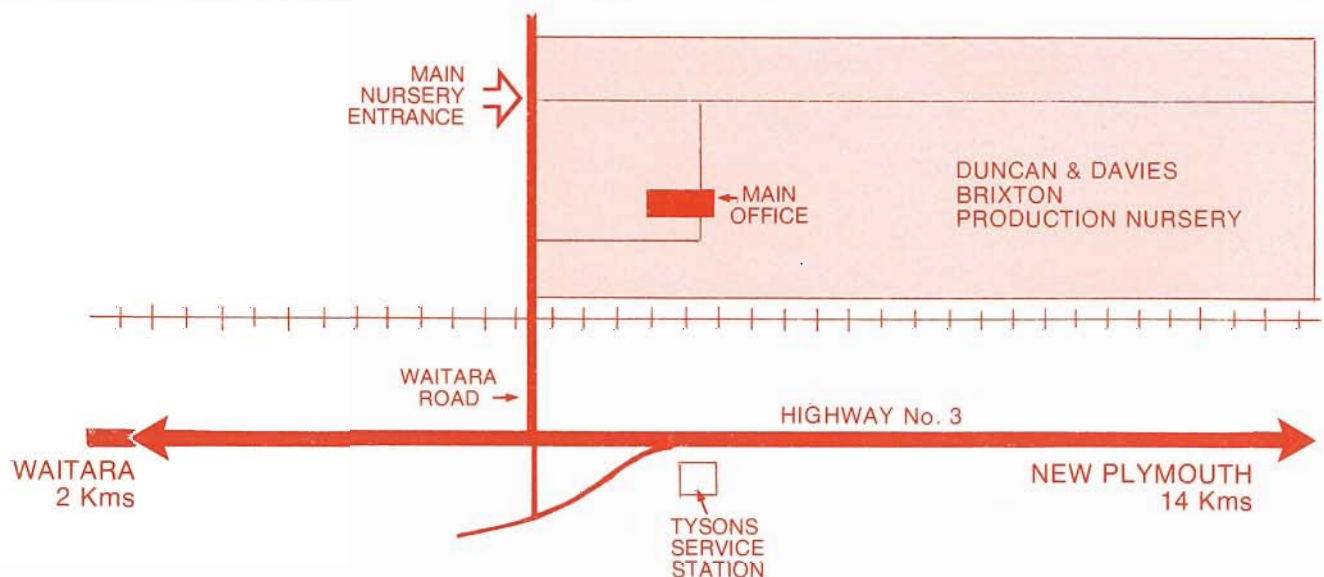 MAIN
NURSERY
ENTRANCE
DUNCAN & DAVIES
BRIXTON
PRODUCTION NURSERY
MAIN
OFFICE
WAITARA
ROAD
HIGHWAY No. 3
WAITARA
2 Kms
NEW PLYMOUTH
14 Kms
TYSONS
SERVICE
STATION